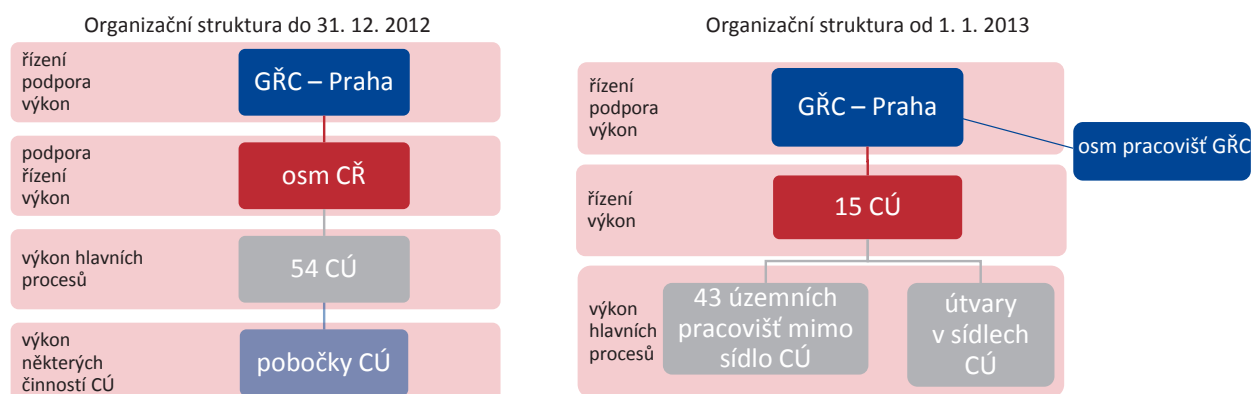 Organizační struktura do 31. 12. 2012
řízení
podpora
výkon
GŘC – Praha
podpora
řízení
výkon
osm CŘ
výkon hlavních
procesů
54 CÚ
výkon
některých
činností CÚ
pobočky CÚ
Organizační struktura od 1. 1. 2013
řízení
podpora
výkon
GŘC – Praha
osm pracovišť GŘC
řízení
výkon
15 CÚ
výkon
hlavních
procesů
43 územních
pracovišť mimo
sídlo CÚ
útvary
v sídlech
CÚ